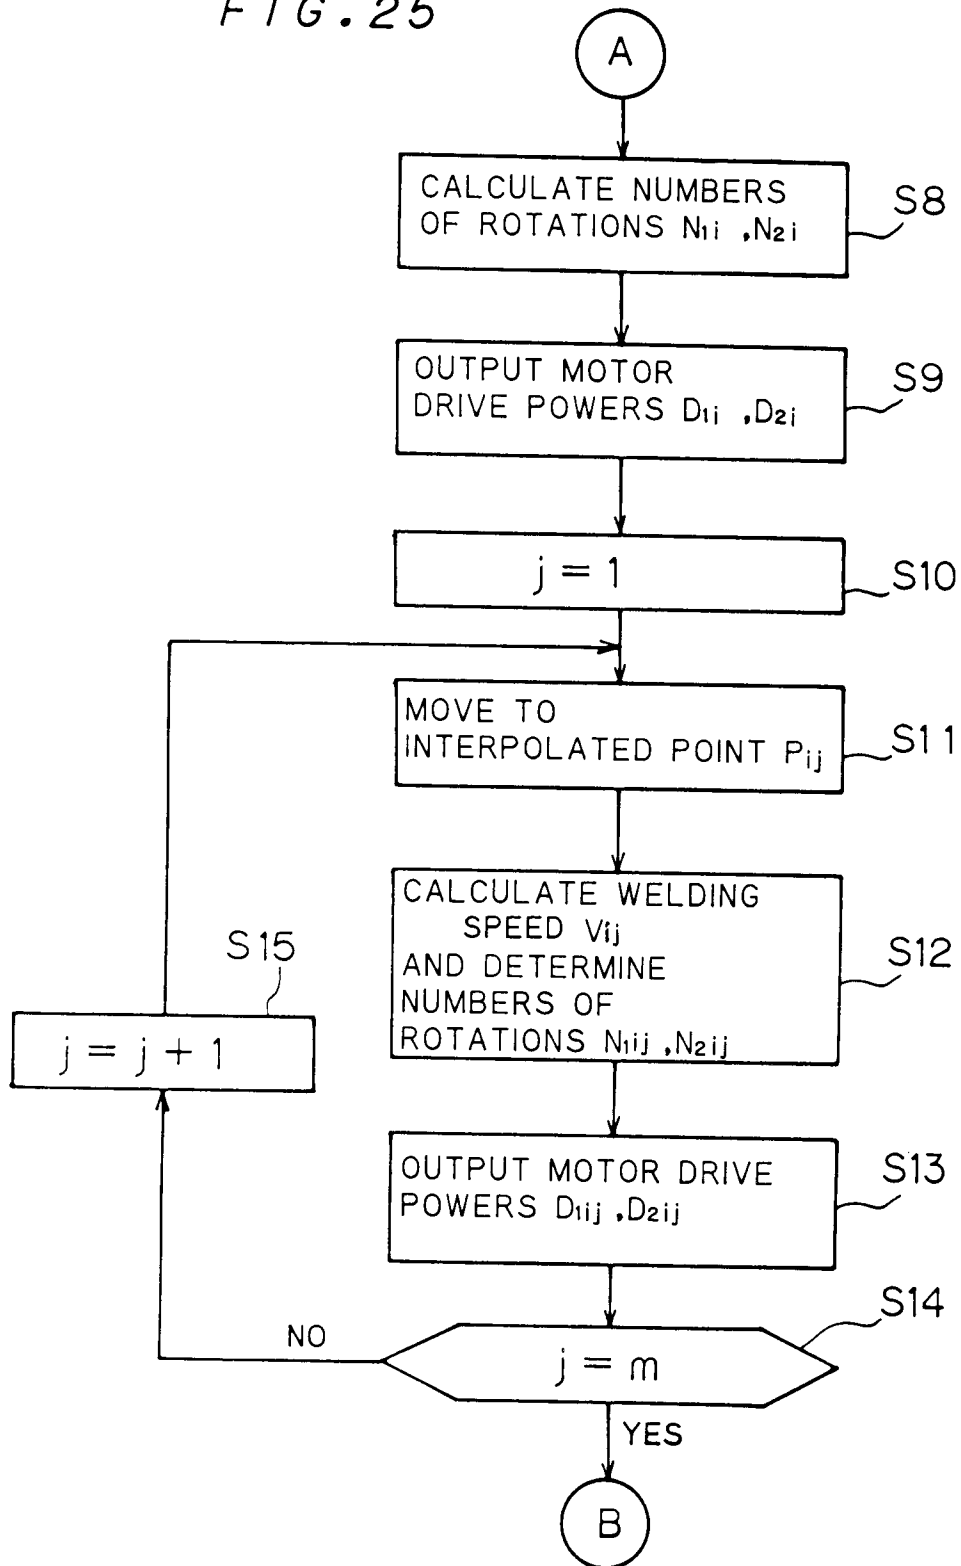 FIG.25
A
CALCULATE NUMBERS
OF ROTATIONS N1i ,N2i
S8
OUTPUT MOTOR
DRIVE POWERS D1i ,D2i
S9
j = 1
S10
MOVE TO
INTERPOLATED POINT Pij
S11
CALCULATE WELDING
SPEED Vij
AND DETERMINE
NUMBERS OF
ROTATIONS N1ij ,N2ij
S12
S15
j = j + 1
OUTPUT MOTOR DRIVE
POWERS D1ij ,D2ij
S13
S14
NO
j = m
YES
B